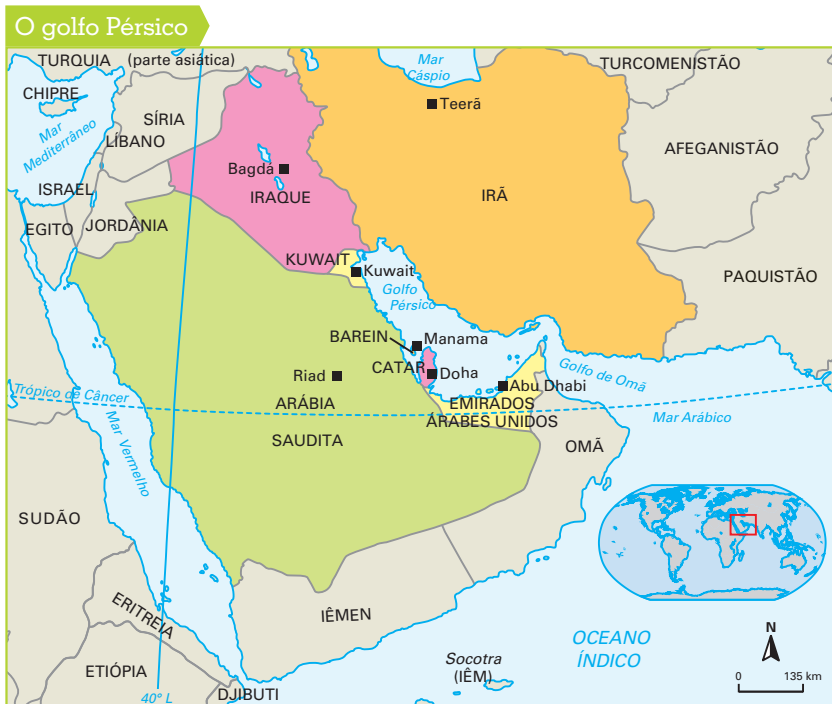 O golfo Pérsico
TURQUIA (parte asiática)
Mar
Cáspio
TURCOMENISTÃO
CHIPRE
Teerã
SÍRIA
Mar
Mediterrâneo
LÍBANO
AFEGANISTÃO
Bagdá
ISRAEL
IRAQUE
IRÃ
EGITO
JORDÂNIA
KUWAIT
Kuwait
PAQUISTÃO
Golfo
Pérsico
BAREIN
Manama
CATAR
Doha
Golfo de Omã
Riad
Abu Dhabi
Trópico de Câncer
ARÁBIA
SAUDITA
EMIRADOS
ÁRABES UNIDOS
Mar Arábico
Mar Vermelho
OMÃ
SUDÃO
ERITREIA
IÊMEN
OCEANO
ÍNDICO
N
Socotra
(IÊM)
ETIÓPIA
0 135 km
40° L
DJIBUTI